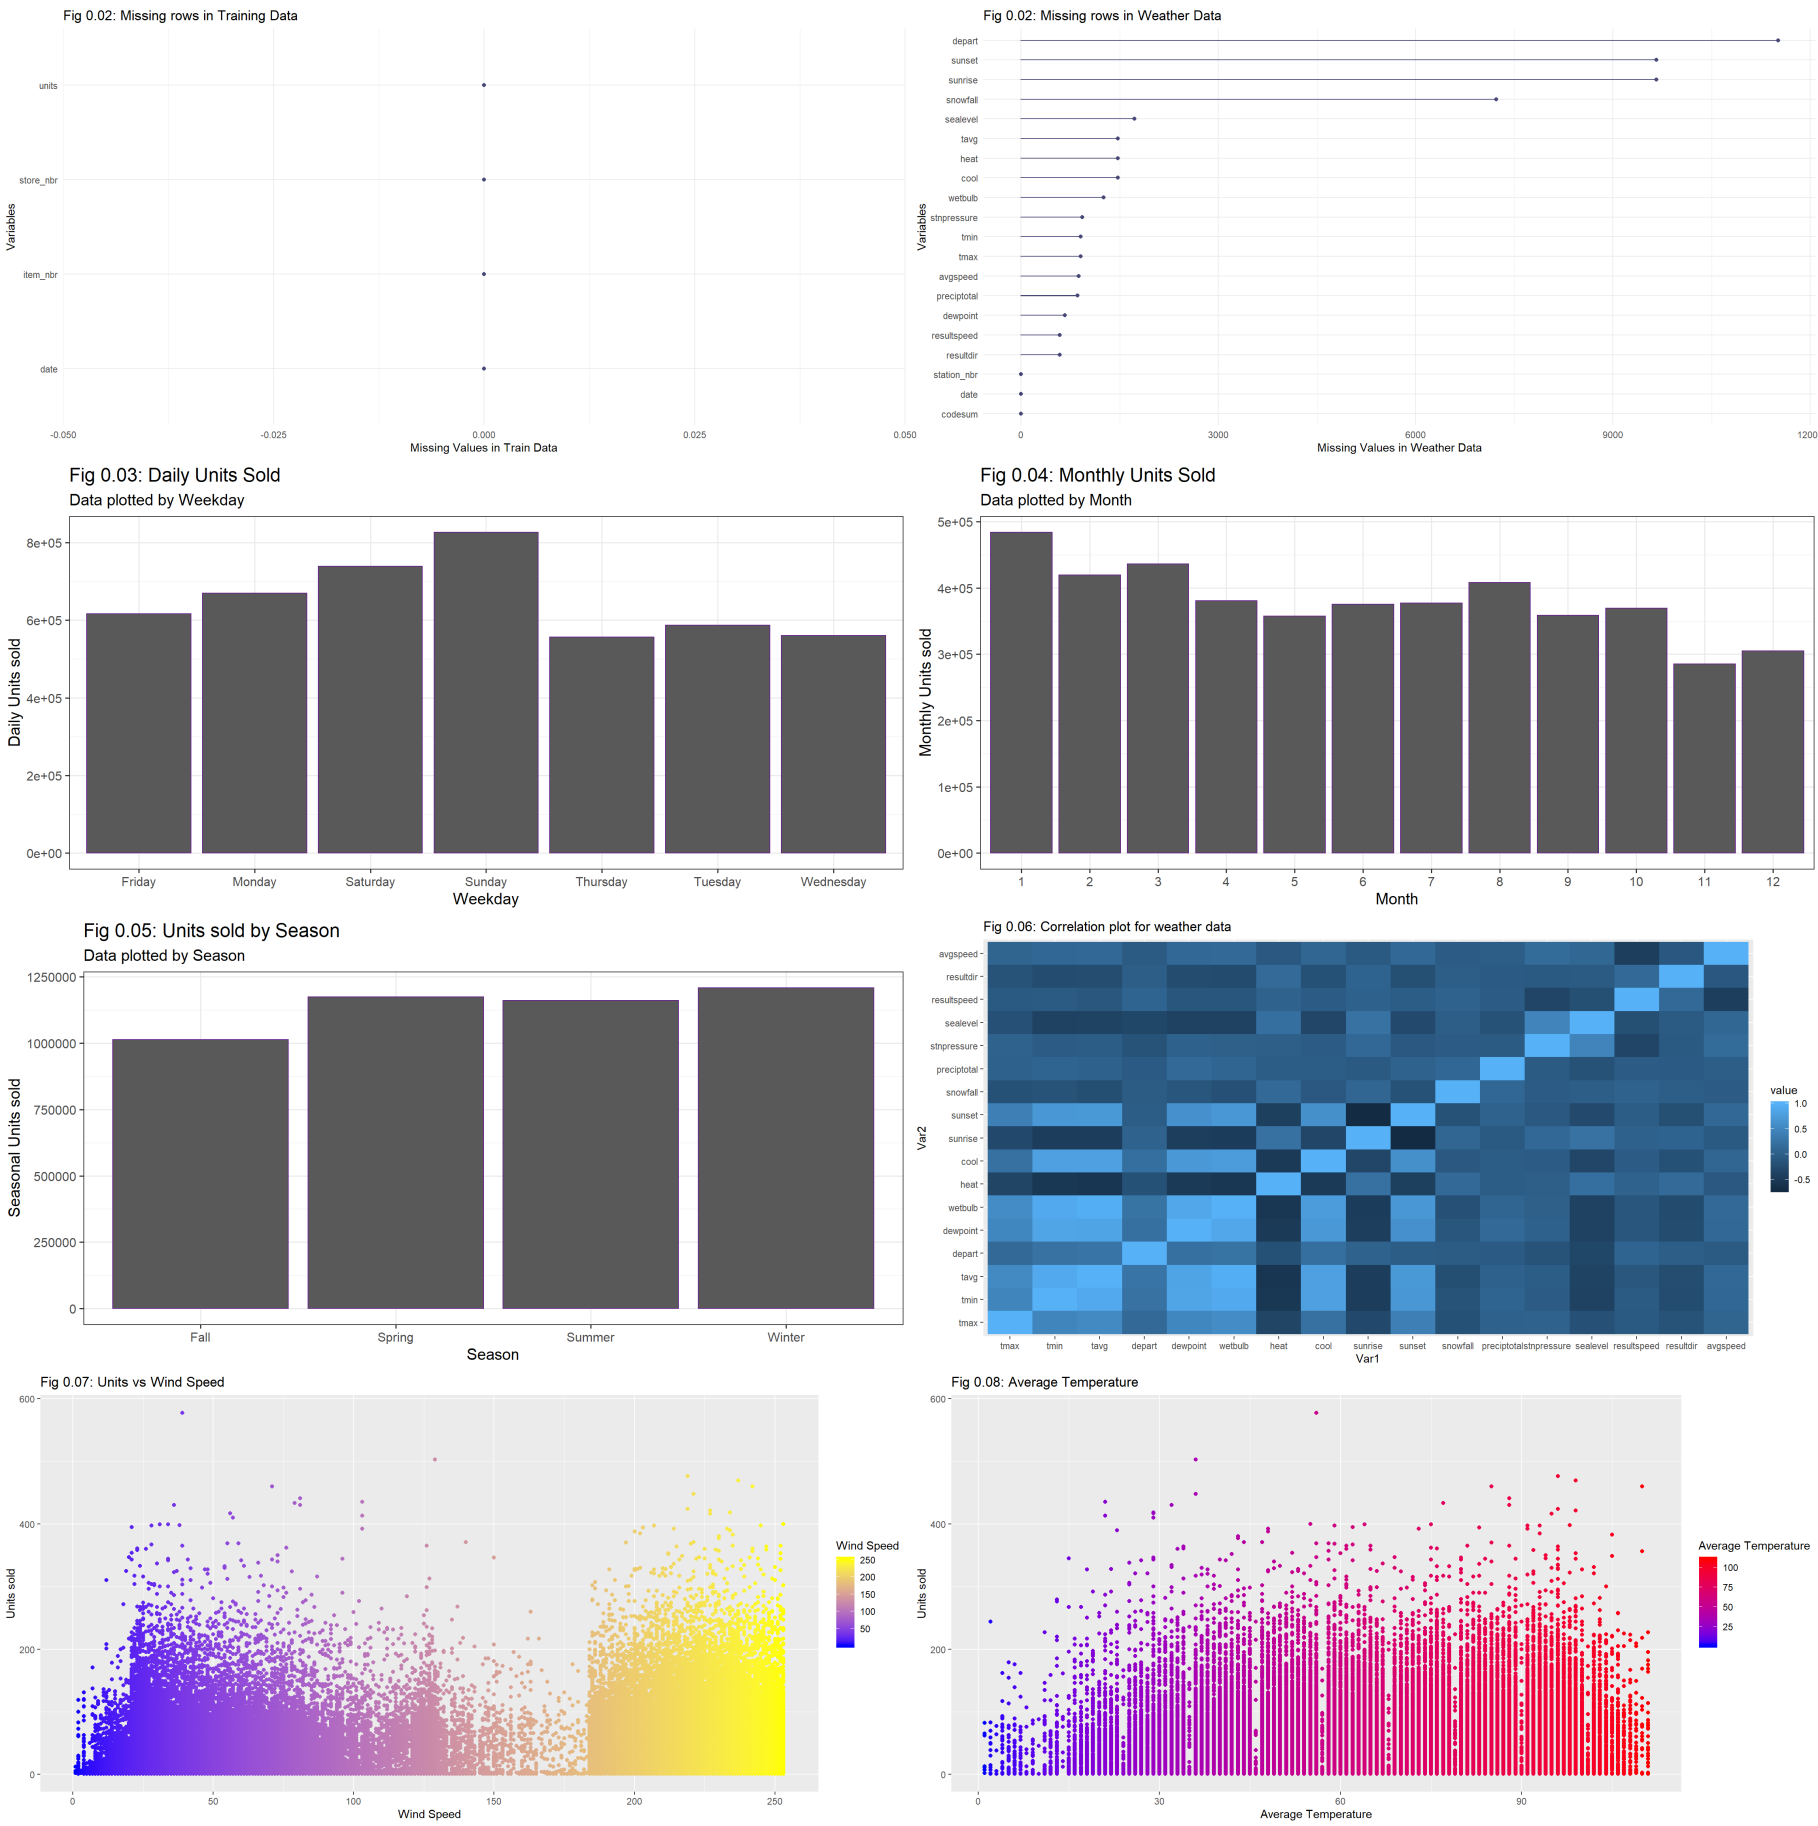 Fig 0.02: Missing rows in Training Data
units
store_nbr
item_nbr
date
Variables
-0.050 -0.025 0.000 0.025 0.050
Missing Values in Train Data
Fig 0.02: Missing rows in Weather Data
depart
sunset
sunrise
snowfall
sealevel
tavg
heat
cool
wetbulb
stnpressure
tmin
tmax
avgspeed
preciptotal
dewpoint
resultspeed
resultdir
station_nbr
date
codesum
Variables
0 3000 6000 9000 1200
Missing Values in Weather Data
Fig 0.03: Daily Units Sold
Data plotted by Weekday
8e+05
6e+05
4e+05
2e+05
0e+00
Daily Units sold
Friday Monday Saturday Sunday Thursday Tuesday Wednesday
Weekday
Fig 0.04: Monthly Units Sold
Data plotted by Month
5e+05
4e+05
3e+05
2e+05
1e+05
0e+00
Monthly Units sold
1 2 3 4 5 6 7 8 9 10 11 12
Month
Fig 0.05: Units sold by Season
Data plotted by Season
1250000
1000000
750000
500000
250000
0
Seasonal Units sold
Fall Spring Summer Winter
Season
Fig 0.06: Correlation plot for weather data
avgspeed
resultdir
resultspeed
sealevel
stnpressure
preciptotal
snowfall
sunset
sunrise
cool
heat
wetbulb
dewpoint
depart
tavg
tmin
tmax
Var2
tmax tmin tavg depart dewpoint wetbulb heat cool sunrise sunset snowfall preciptotalstnpressure sealevel resultspeed resultdir avgspeed
Var1
value
1.0
0.5
0.0
-0.5
Fig 0.07: Units vs Wind Speed
600
400
200
0
Units sold
0 50 100 150 200 250
Wind Speed
Wind Speed
250
200
150
100
50
Fig 0.08: Average Temperature
600
400
200
0
Units sold
0 30 60 90
Average Temperature
Average Temperature
100
75
50
25